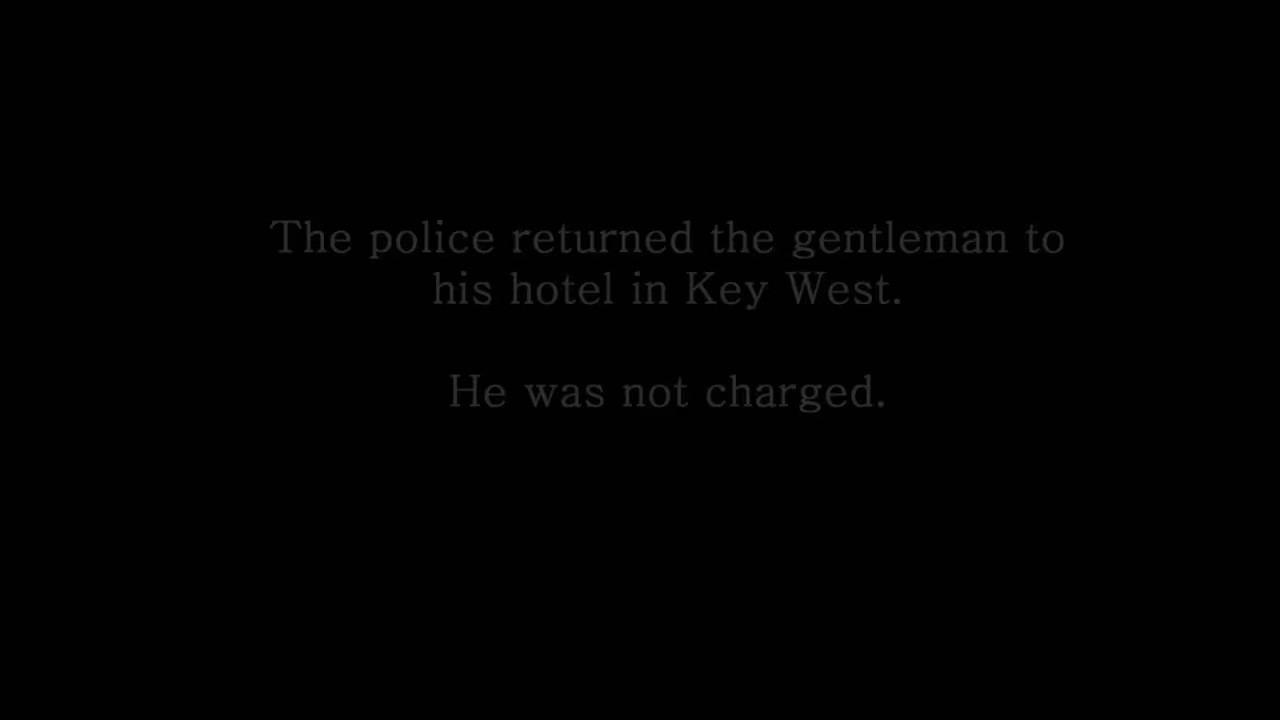 The police returned the gentleman to
his hotel in Key West.
He was not charged.